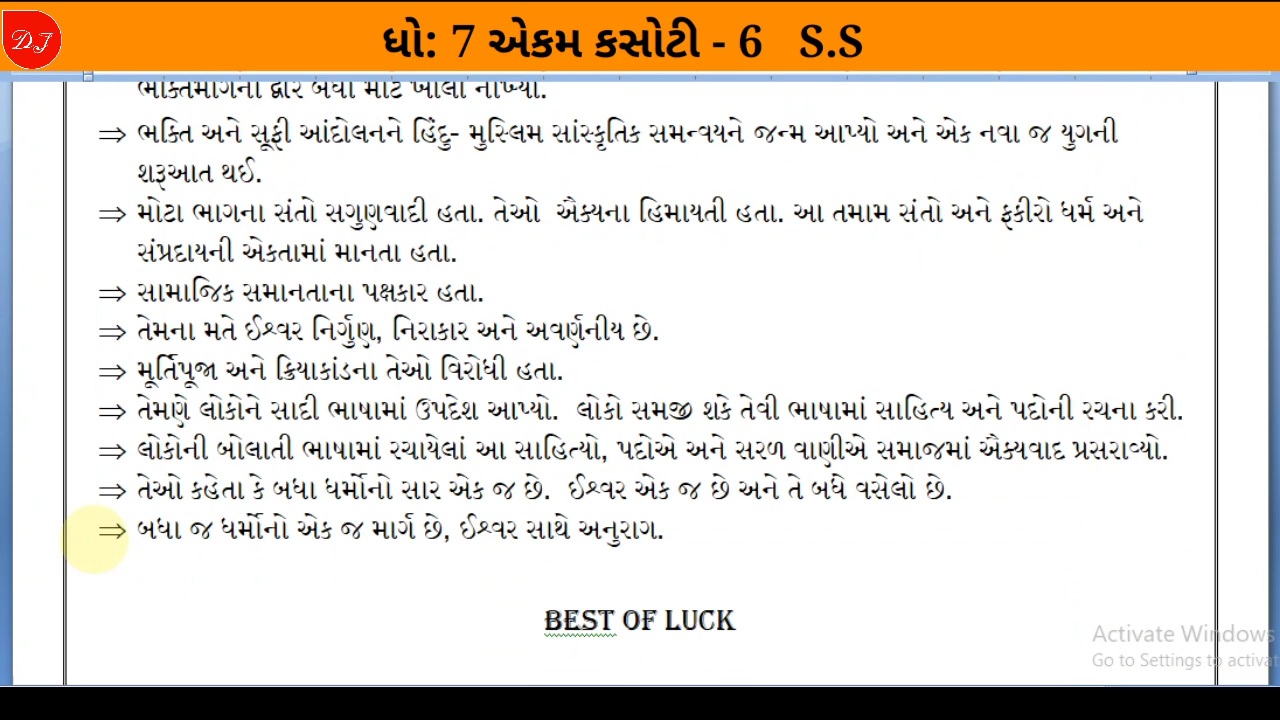 DJ
ધો: 7 એકમ કસોટી - 6 S.S
ભક્તિમાર્ગના દ્વાર બધા માટે ખોલી નાખ્યા.
⇒ ભક્તિ અને સૂફી આંદોલનને હિંદુ- મુસ્લિમ સાંસ્કૃતિક સમન્વયને જન્મ આપ્યો અને એક નવા જ યુગની
શરૂઆત થઈ.
⇒ મોટા ભાગના સંતો સગુણવાદી હતા. તેઓ ઐક્યના હિમાયતી હતા. આ તમામ સંતો અને ફકીરો ધર્મ અને
સંપ્રદાયની એકતામાં માનતા હતા.
⇒ સામાજિક સમાનતાના પક્ષકાર હતા.
⇒ તેમના મતે ઈશ્વર નિર્ગુણ, નિરાકાર અને અવર્ણનીય છે.
⇒ મૂર્તિપૂજા અને ક્રિયાકાંડના તેઓ વિરોધી હતા.
⇒ તેમણે લોકોને સાદી ભાષામાં ઉપદેશ આપ્યો. લોકો સમજી શકે તેવી ભાષામાં સાહિત્ય અને પદોની રચના કરી.
⇒ લોકોની બોલાતી ભાષામાં રચાયેલાં આ સાહિત્યો, પદોએ અને સરળ વાણીએ સમાજમાં ઐક્યવાદ પ્રસરાવ્યો.
⇒ તેઓ કહેતા કે બધા ધર્મોનો સાર એક જ છે. ઈશ્વર એક જ છે અને તે બધે વસેલો છે.
⇒ બધા જ ધર્મોનો એક જ માર્ગ છે, ઈશ્વર સાથે અનુરાગ.
BEST OF LUCK
Activate Windows
Go to Settings to activat